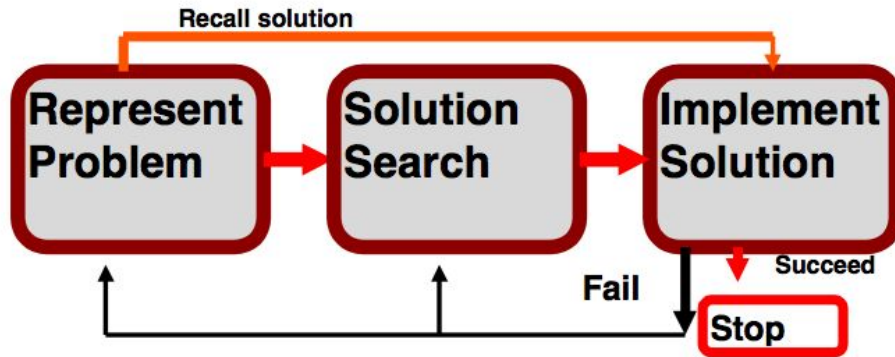 Recall solution
Represent
Problem
Solution
Search
Implement
Solution
Fail
Succeed
Stop